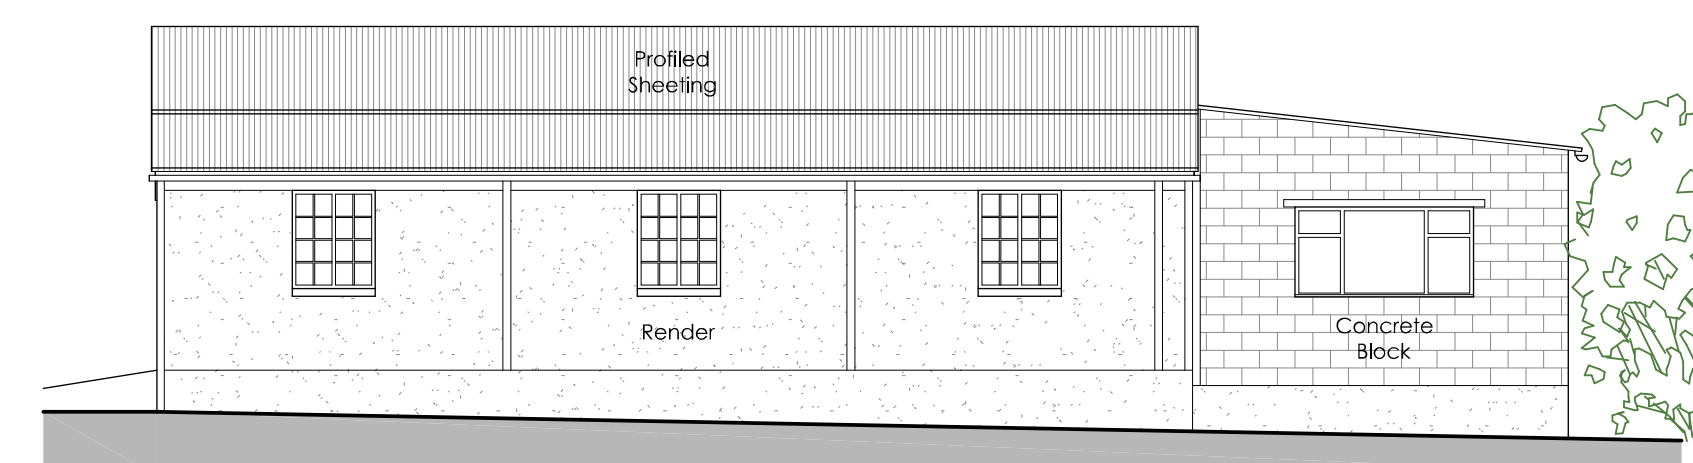 Profiled
Sheeting
Render
Concrete
Block